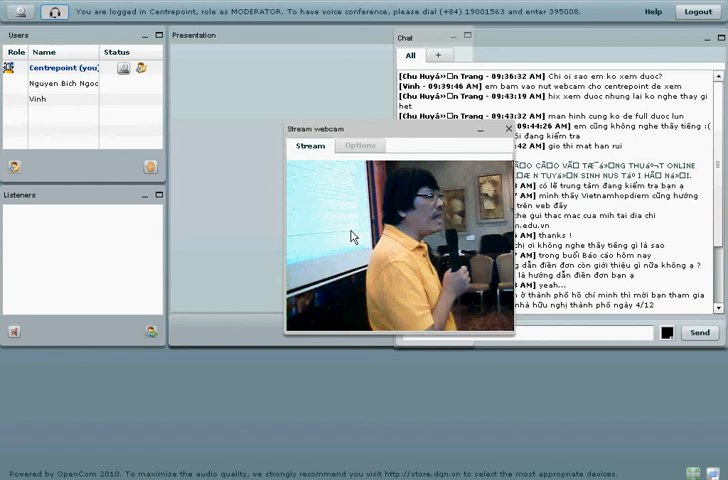 You are logged in Centrepoint, role as MODERATOR. To have voice conference, please dial (+84) 19001563 and enter 395008.
Help
Logout
Users
Role Name Status
Centrepoint (you)
Nguyen Bich Ngoc
Vinh
Listeners
Presentation
Chat
All
+
[Chu Huyá»�n Trang - 09:36:32 AM] Chi oi sao em ko xem duoc?
[Vinh - 09:39:46 AM] em bam vao nut webcam cho centrepoint de xem
[Chu Huyá»�n Trang - 09:43:19 AM] hix xem duoc nhung lai ko nghe thay gi
het
[Chu Huyá»�n Trang - 09:43:32 AM] man hinh cung ko de full duoc lun
09:44:26 AM] em cũng không nghe thấy tiếng :(
đang kiểm tra
:42 AM] gio thi mat han rui
AM] có lẽ trung tâm đang kiểm tra bạn ạ
AM] mình thấy Vietnamhopdiem cũng hướng
trên web đấy
che gui thac mac cua mih tai dia chi
.edu.vn
AM] thanks !
chị ơi không nghe thấy tiếng gì là sao
AM] trong buổi Báo cáo hôm nay
dẫn điền đơn còn giới thiệu gì nữa không ạ ?
là hướng dẫn điền đơn bạn ạ
AM] yeah...
ở thành phố hồ chí minh thì mời bạn tham gia
hữu nghị thành phố ngày 4/12
Stream webcam
Stream
Options
Send
Powered by OpenCom 2010. To maximize the audio quality, we strongly recommend you visit http://store.dqn.vn to select the most appropriate devices.